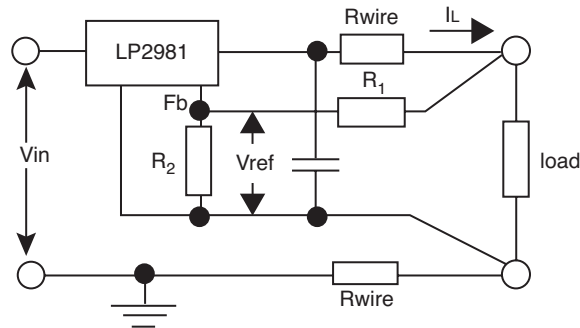 Rwire
IL
LP2981
R1
Fb
Vin
R2
Vref
load
Rwire